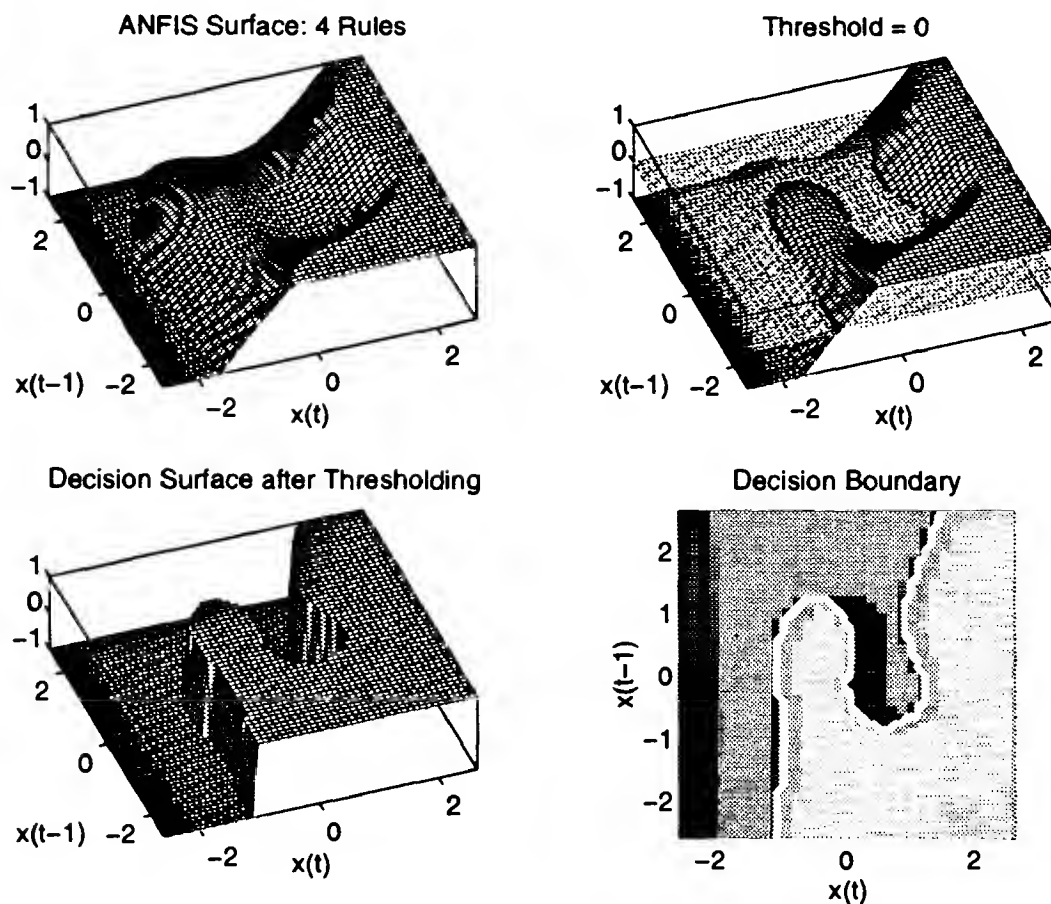 ANFIS Surface: 4 Rules
1
0
−1
2
0
x(t−1) −2
−2
0
2
x(t)
Threshold = 0
1
0
−1
2
0
x(t−1) −2
−2
0
2
x(t)
Decision Surface after Thresholding
1
0
−1
2
0
x(t−1) −2
−2
0
2
x(t)
Decision Boundary
2
1
0
−1
−2
x(t−1)
−2 0 2
x(t)